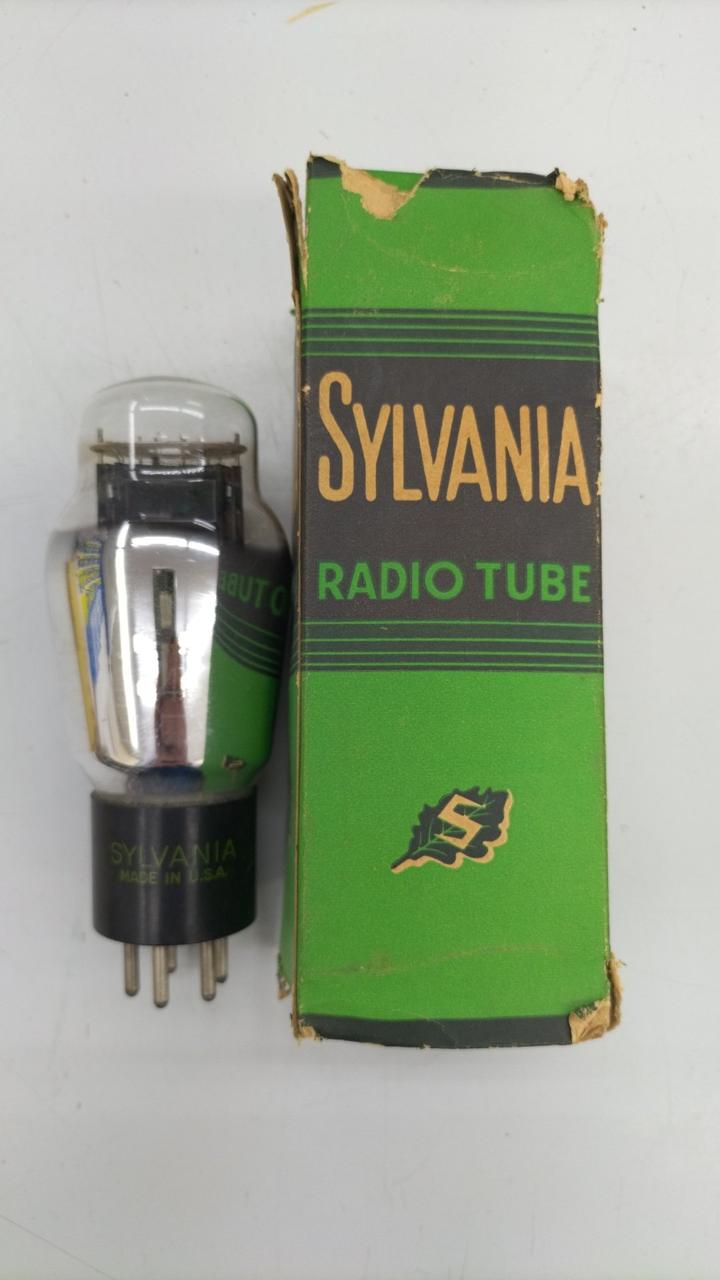 SYLVANIA
RADIO TUBE
S
SYLVANIA
MADE IN U.S.A.